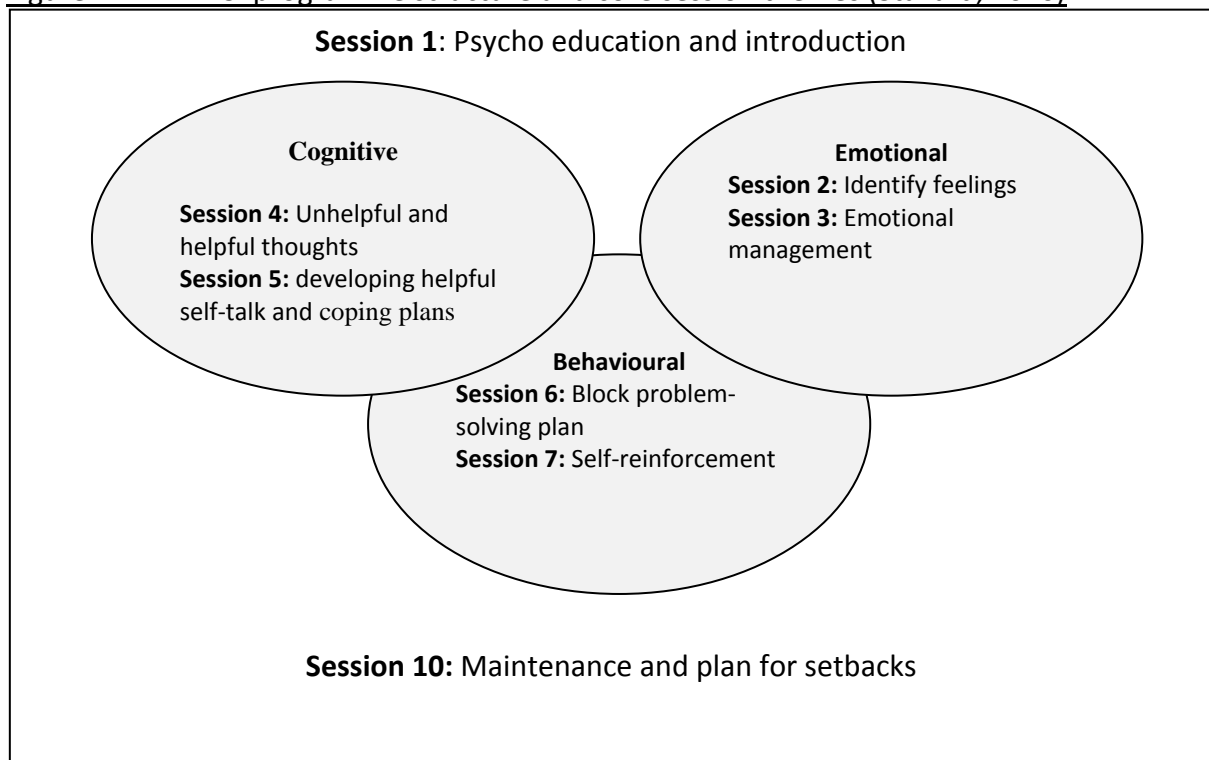 Session 1: Psycho education and introduction
Cognitive
Session 4: Unhelpful and
helpful thoughts
Session 5: developing helpful
self-talk and coping plans
Emotional
Session 2: Identify feelings
Session 3: Emotional
management
Behavioural
Session 6: Block problem-
solving plan
Session 7: Self-reinforcement
Session 10: Maintenance and plan for setbacks